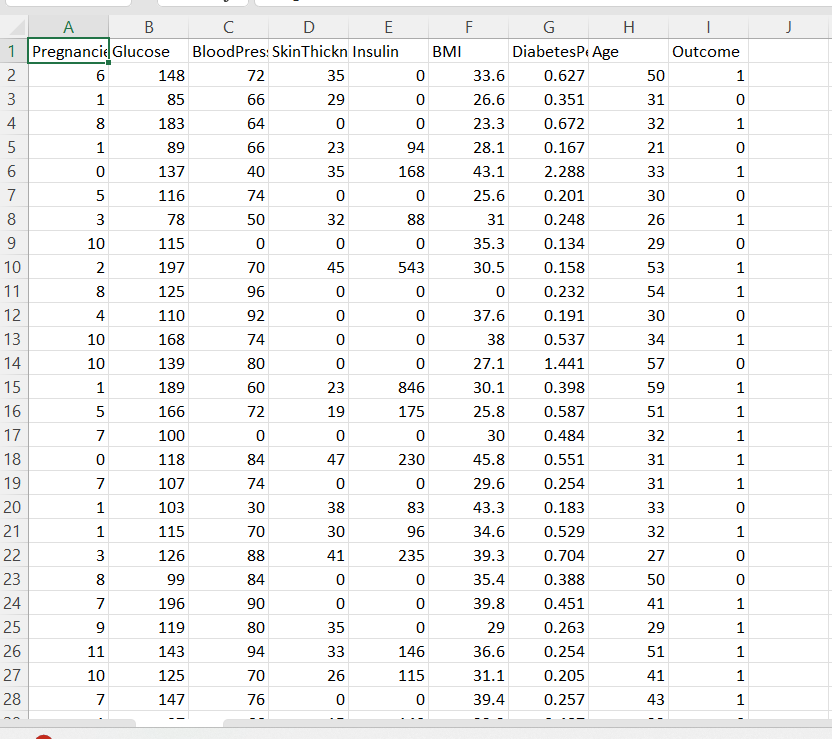 A B C D E F G H I J
1 Pregnancie Glucose BloodPres SkinThickn Insulin BMI DiabetesPe Age Outcome
2 6 148 72 35 0 33.6 0.627 50 1
3 1 85 66 29 0 26.6 0.351 31 0
4 8 183 64 0 0 23.3 0.672 32 1
5 1 89 66 23 94 28.1 0.167 21 0
6 0 137 40 35 168 43.1 2.288 33 1
7 5 116 74 0 0 25.6 0.201 30 0
8 3 78 50 32 88 31 0.248 26 1
9 10 115 0 0 0 35.3 0.134 29 0
10 2 197 70 45 543 30.5 0.158 53 1
11 8 125 96 0 0 0 0.232 54 1
12 4 110 92 0 0 37.6 0.191 30 0
13 10 168 74 0 0 38 0.537 34 1
14 10 139 80 0 0 27.1 1.441 57 0
15 1 189 60 23 846 30.1 0.398 59 1
16 5 166 72 19 175 25.8 0.587 51 1
17 7 100 0 0 0 30 0.484 32 1
18 0 118 84 47 230 45.8 0.551 31 1
19 7 107 74 0 0 29.6 0.254 31 1
20 1 103 30 38 83 43.3 0.183 33 0
21 1 115 70 30 96 34.6 0.529 32 1
22 3 126 88 41 235 39.3 0.704 27 0
23 8 99 84 0 0 35.4 0.388 50 0
24 7 196 90 0 0 39.8 0.451 41 1
25 9 119 80 35 0 29 0.263 29 1
26 11 143 94 33 146 36.6 0.254 51 1
27 10 125 70 26 115 31.1 0.205 41 1
28 7 147 76 0 0 39.4 0.257 43 1